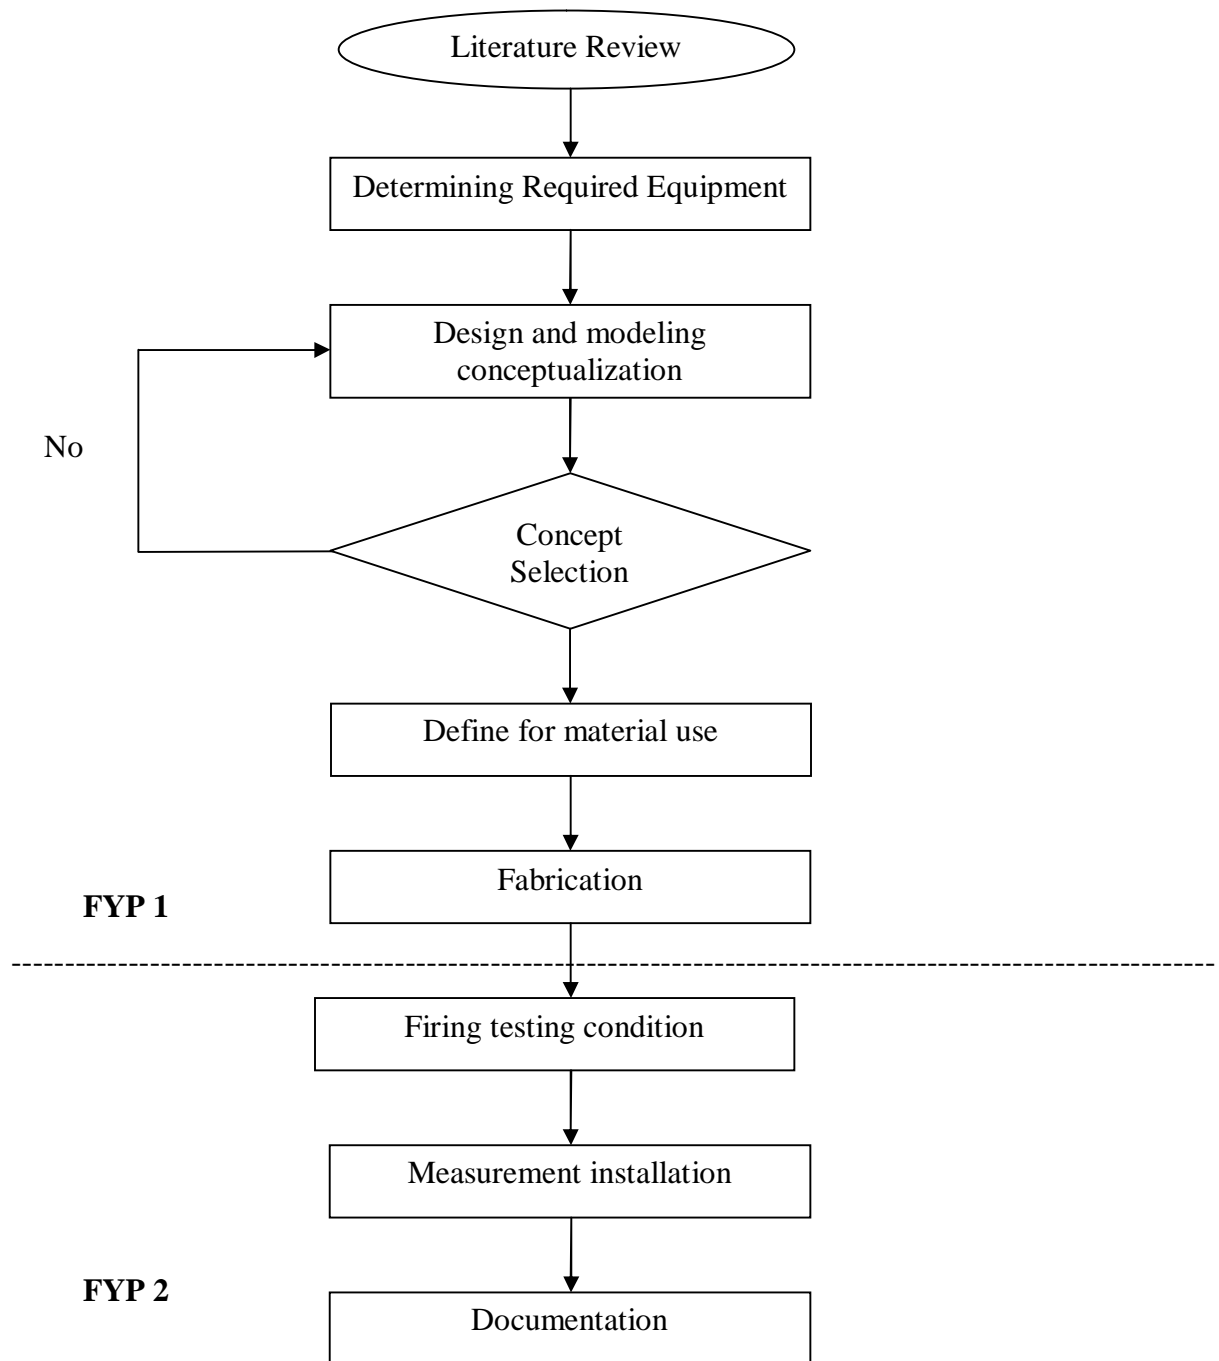 Literature Review
Determining Required Equipment
Design and modeling
conceptualization
No
Concept
Selection
Define for material use
Fabrication
FYP 1
Firing testing condition
Measurement installation
FYP 2
Documentation